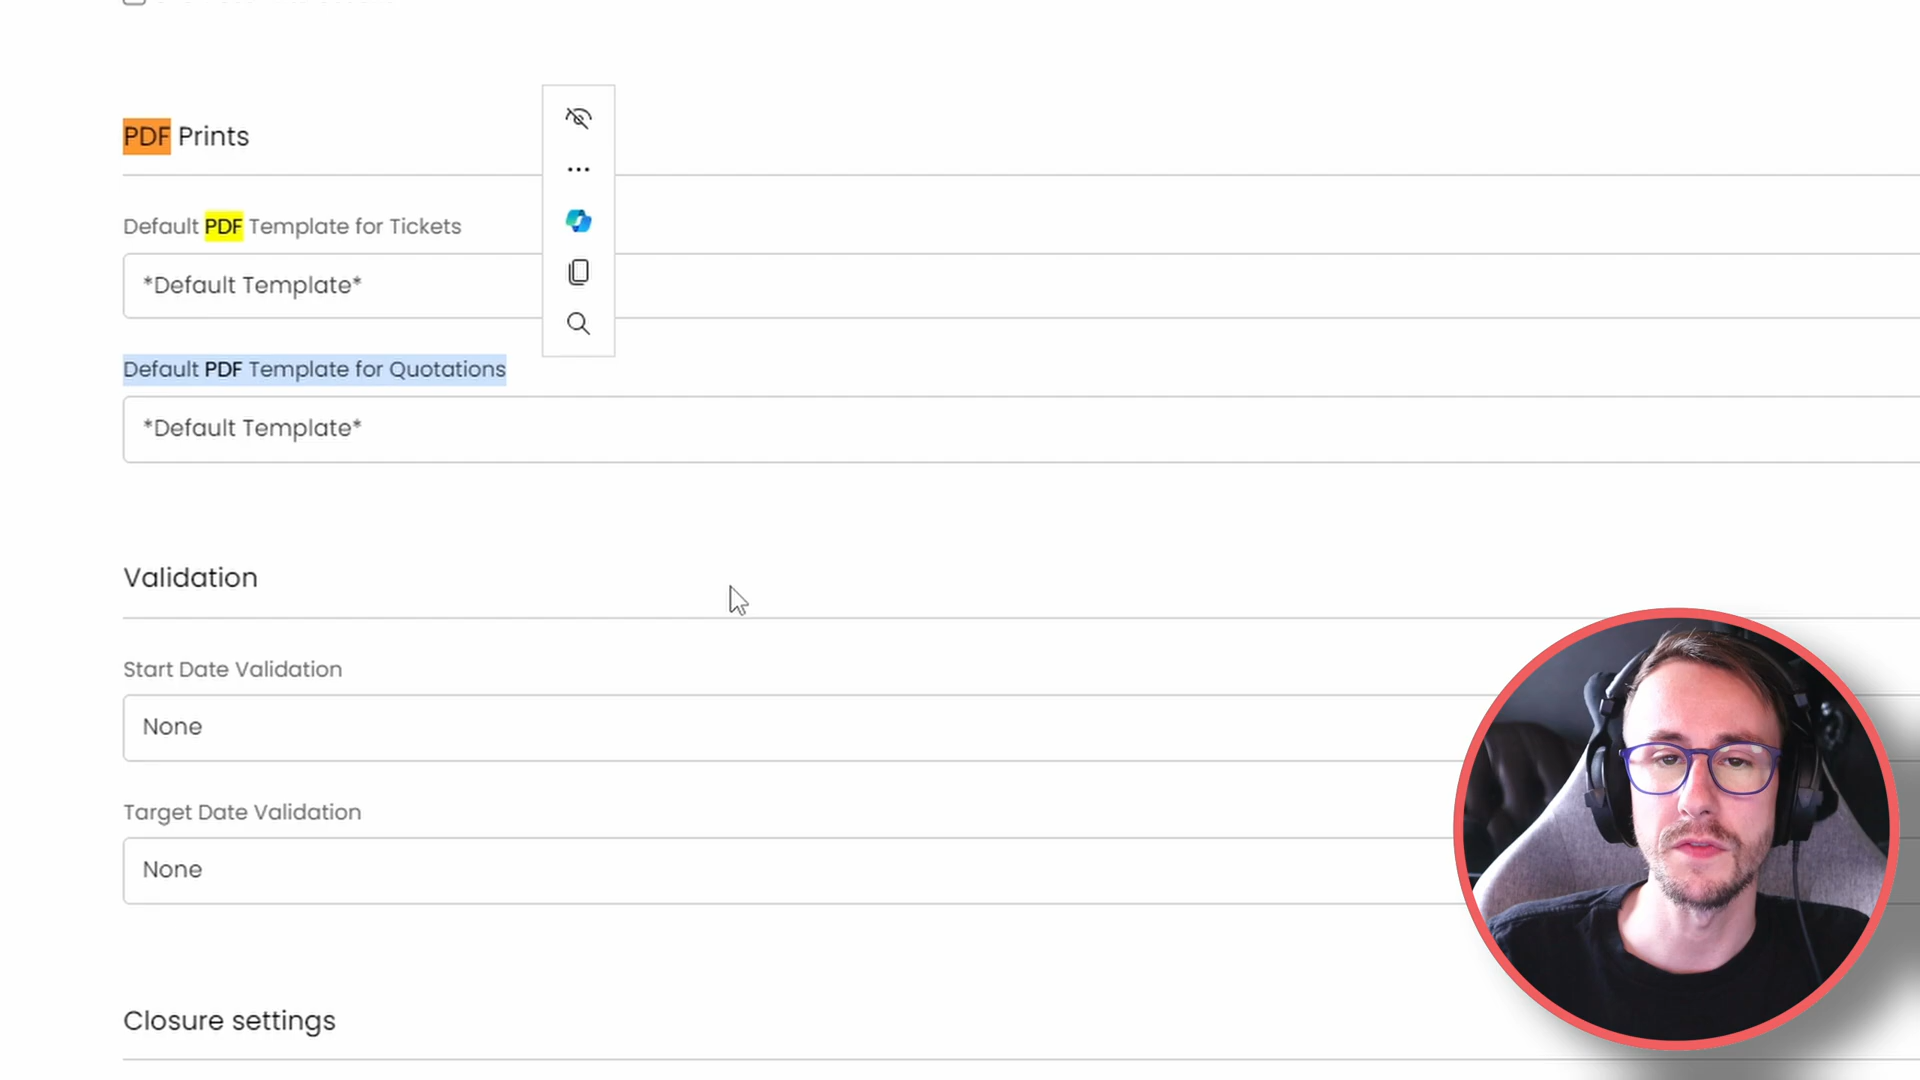 PDF Prints
Default PDF Template for Tickets
*Default Template*
Default PDF Template for Quotations
*Default Template*
Validation
Start Date Validation
None
Target Date Validation
None
Closure settings